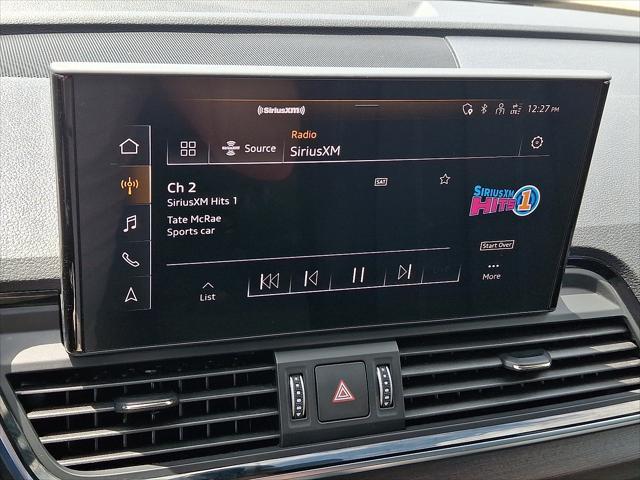 ((SiriusXM))
LTE
12:27 PM
Radio
Source
SiriusXM
Ch 2
SAT
SiriusXM Hits 1
Tate McRae
Sports car
SIRIUSXM
HITS 1
Start Over
List
More